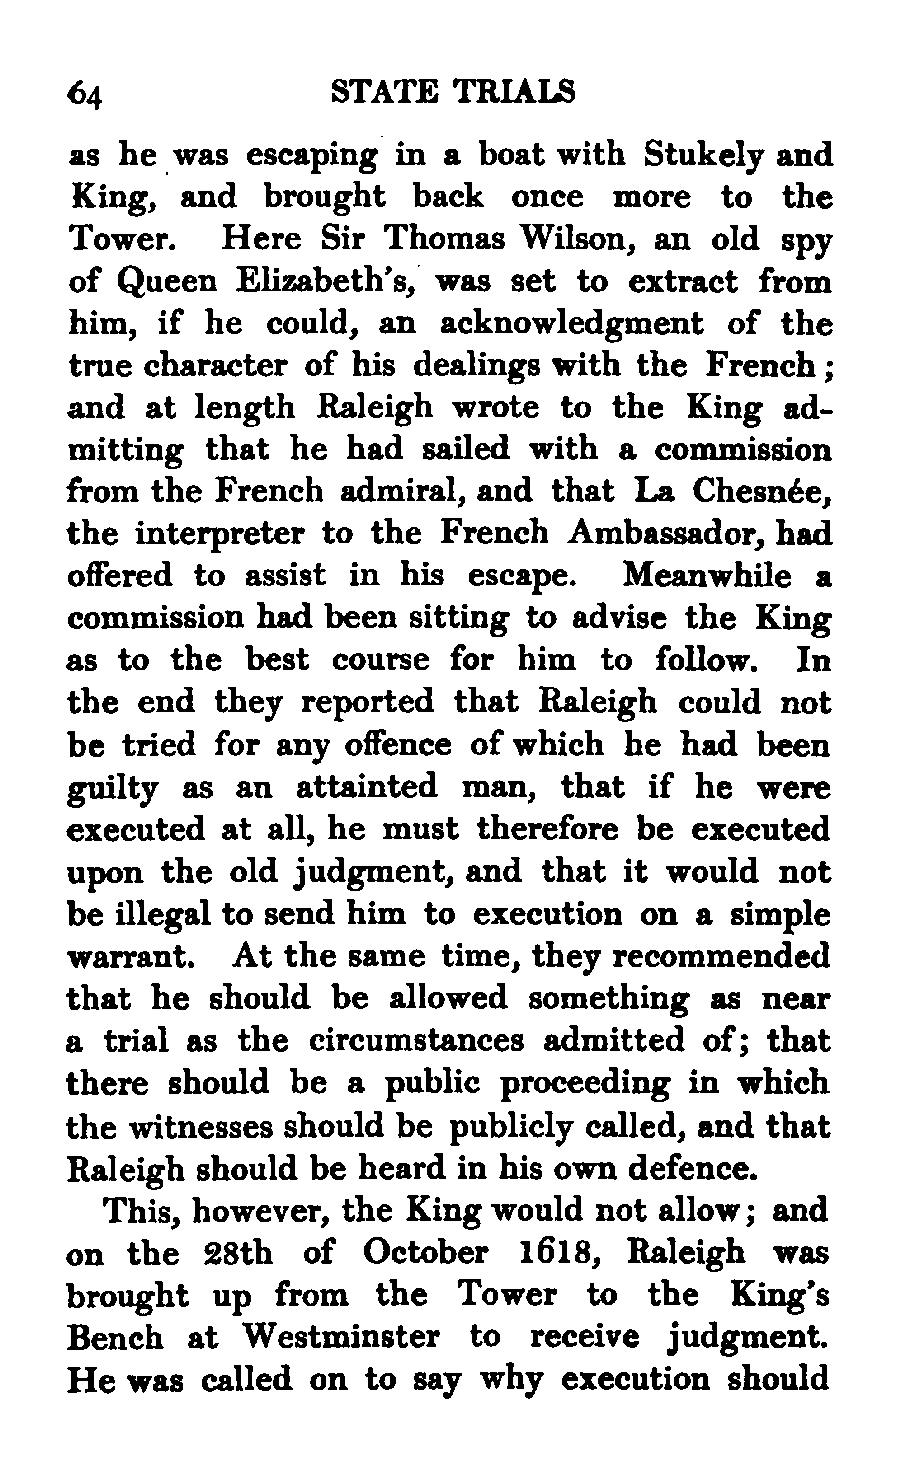 64 STATE TRIALS
as he was escaping in a boat with Stukely and
King, and brought back once more to the
Tower. Here Sir Thomas Wilson, an old spy
of Queen Elizabeth's, was set to extract from
him, if he could, an acknowledgment of the
true character of his dealings with the French;
and at length Raleigh wrote to the King ad-
mitting that he had sailed with a commission
from the French admiral, and that La Chesnée,
the interpreter to the French Ambassador, had
offered to assist in his escape. Meanwhile a
commission had been sitting to advise the King
as to the best course for him to follow. In
the end they reported that Raleigh could not
be tried for any offence of which he had been
guilty as an attainted man, that if he were
executed at all, he must therefore be executed
upon the old judgment, and that it would not
be illegal to send him to execution on a simple
warrant. At the same time, they recommended
that he should be allowed something as near
a trial as the circumstances admitted of; that
there should be a public proceeding in which
the witnesses should be publicly called, and that
Raleigh should be heard in his own defence.
This, however, the King would not allow; and
on the 28th of October 1618, Raleigh was
brought up from the Tower to the King's
Bench at Westminster to receive judgment.
He was called on to say why execution should